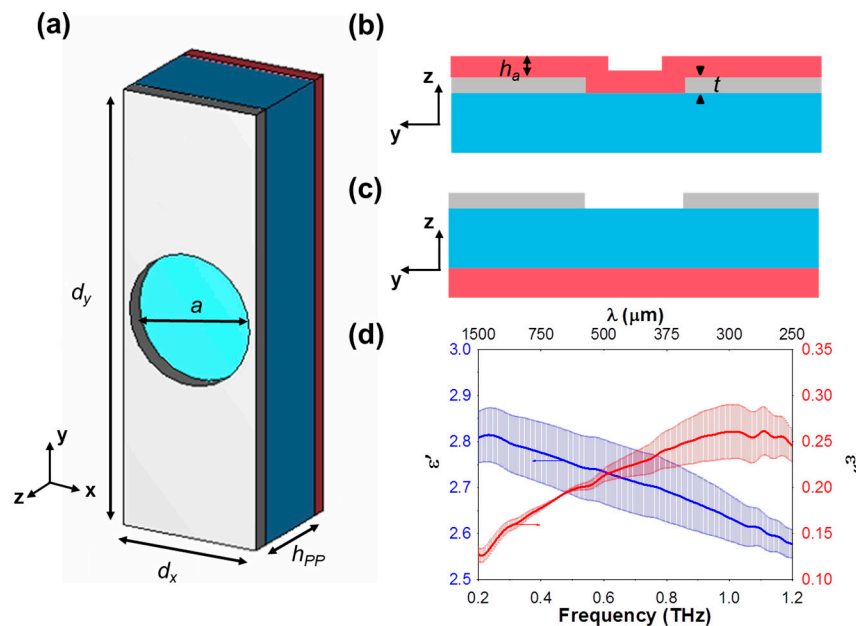 (a)
d_y
a
y
z
x
d_x
h_PP
(b)
z
h_a
t
y
(c)
z
y
λ (μm)
(d)
1500 750 500 375 300 250
3.0 0.35
2.9 0.30
2.8 0.25
ε'
2.7 0.20
2.6 0.15
2.5 0.10
0.2 0.4 0.6 0.8 1.0 1.2
Frequency (THz)